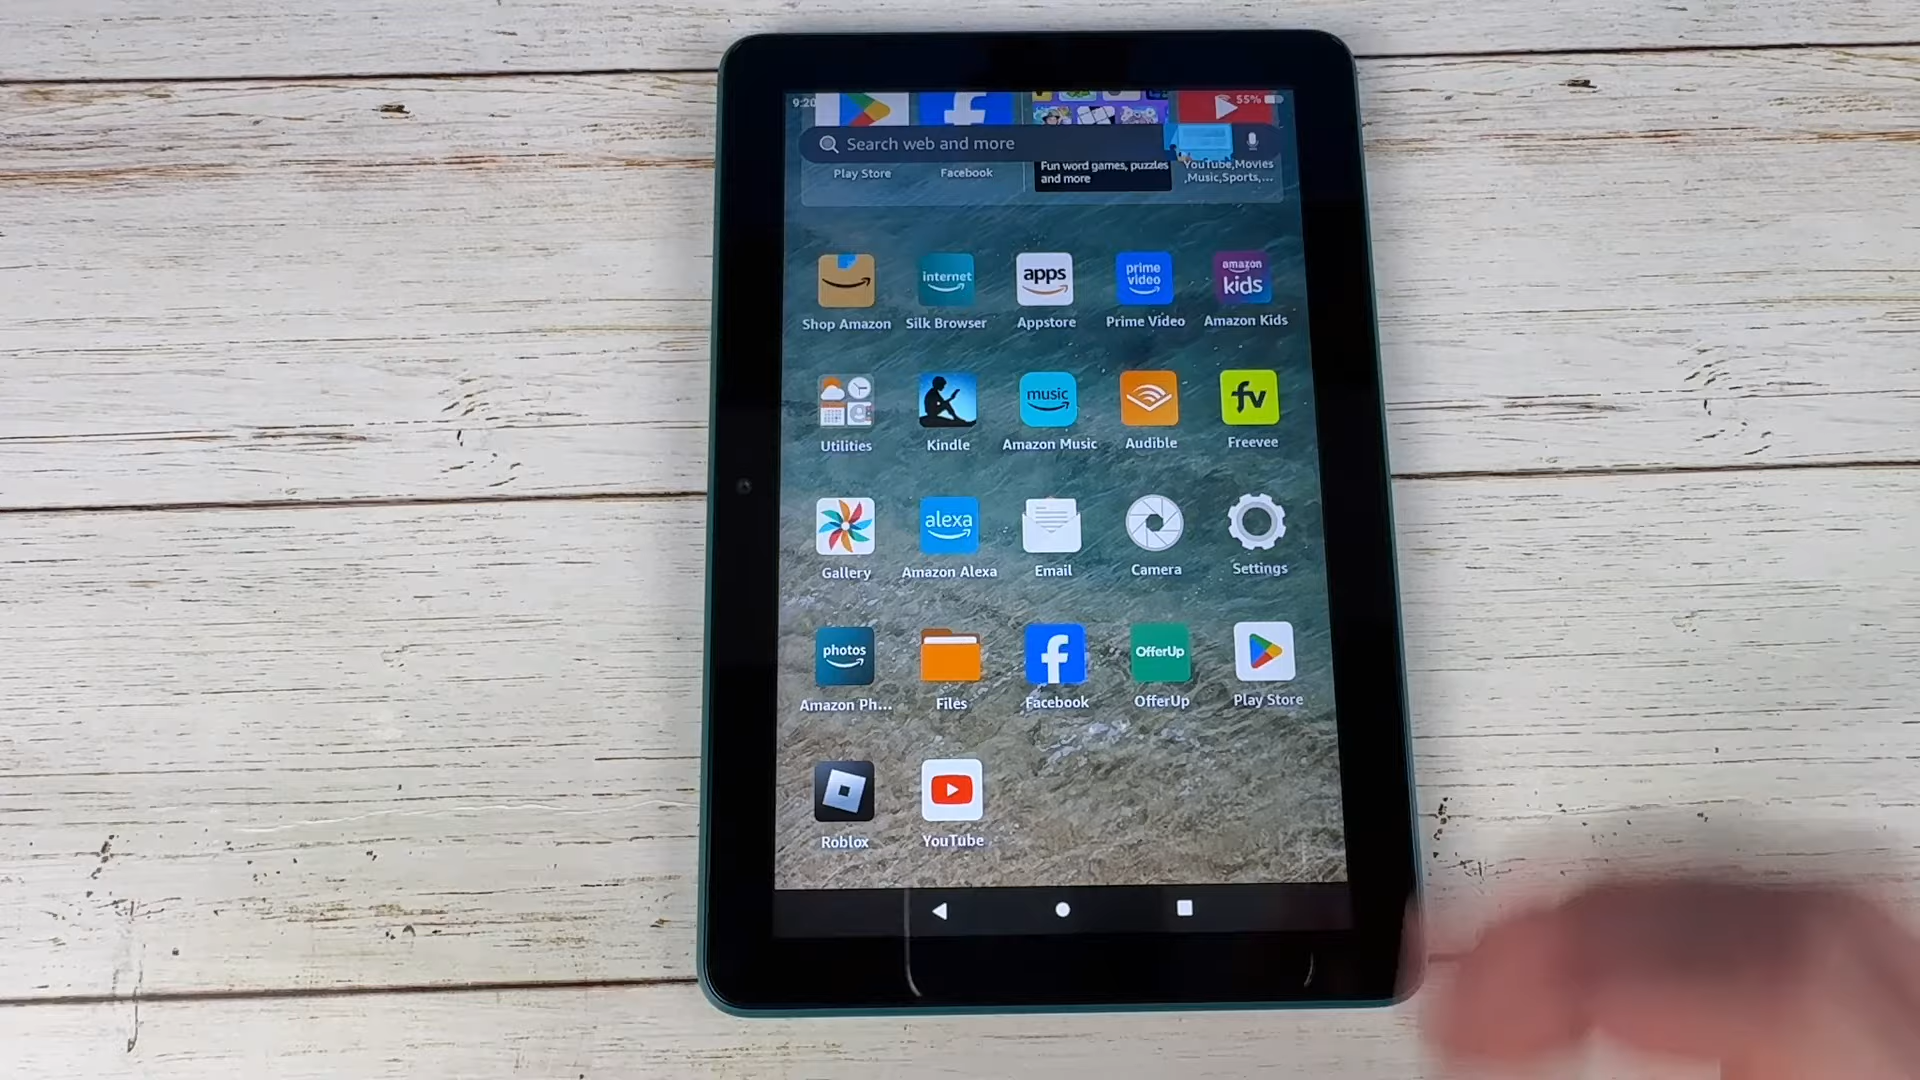 9:20
55%
Search web and more
Play Store
Facebook
Fun word games, puzzles
and more
YouTube,Movies
,Music,Sports,...
internet
apps
prime
video
amazon
kids
Shop Amazon
Silk Browser
Appstore
Prime Video
Amazon Kids
music
fv
Utilities
Kindle
Amazon Music
Audible
Freevee
alexa
Gallery
Amazon Alexa
Email
Camera
Settings
photos
OfferUp
Amazon Ph...
Files
Facebook
OfferUp
Play Store
Roblox
YouTube